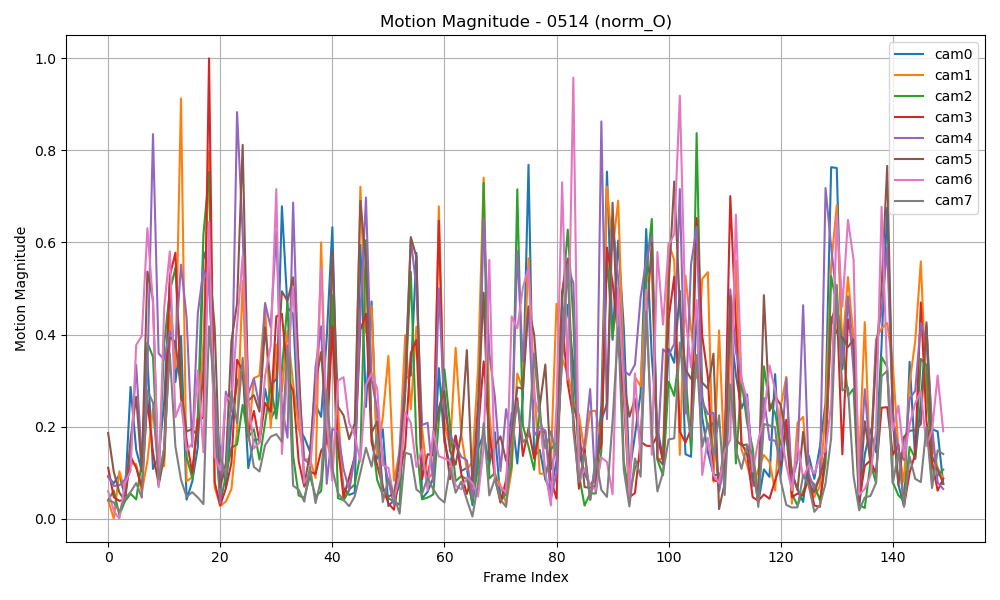 Motion Magnitude - 0514 (norm_O)
Motion Magnitude
1.0
0.8
0.6
0.4
0.2
0.0
0 20 40 60 80 100 120 140
Frame Index
cam0
cam1
cam2
cam3
cam4
cam5
cam6
cam7